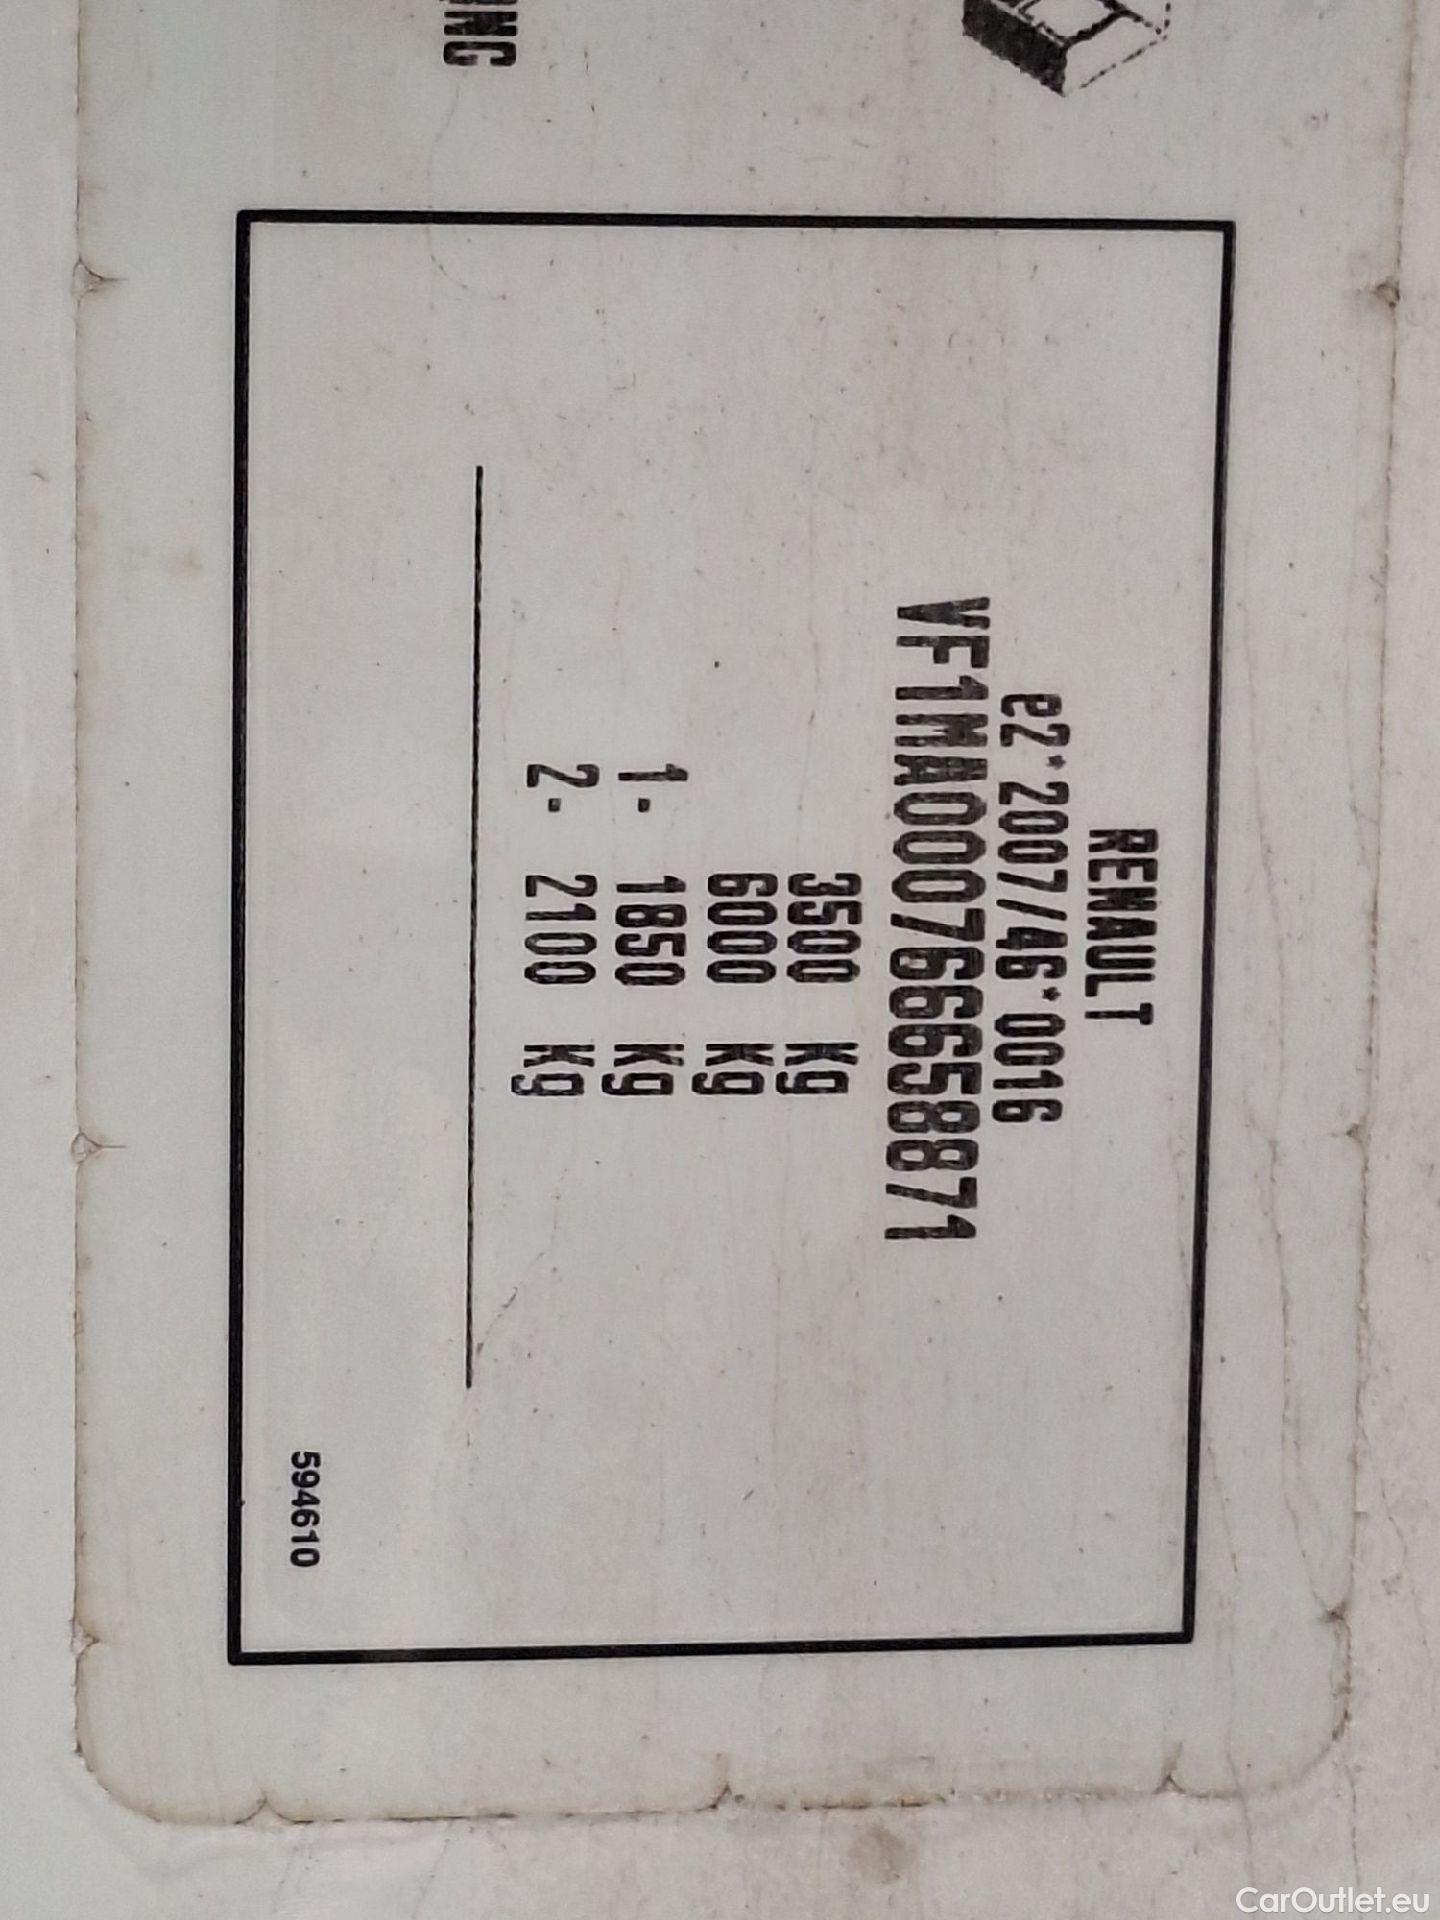 RENAULT
e2*2007/46*0016
VF1MA000766658871
3500 Kg
6000 Kg
1- 1850 Kg
2- 2100 Kg
594610
CarOutlet.eu